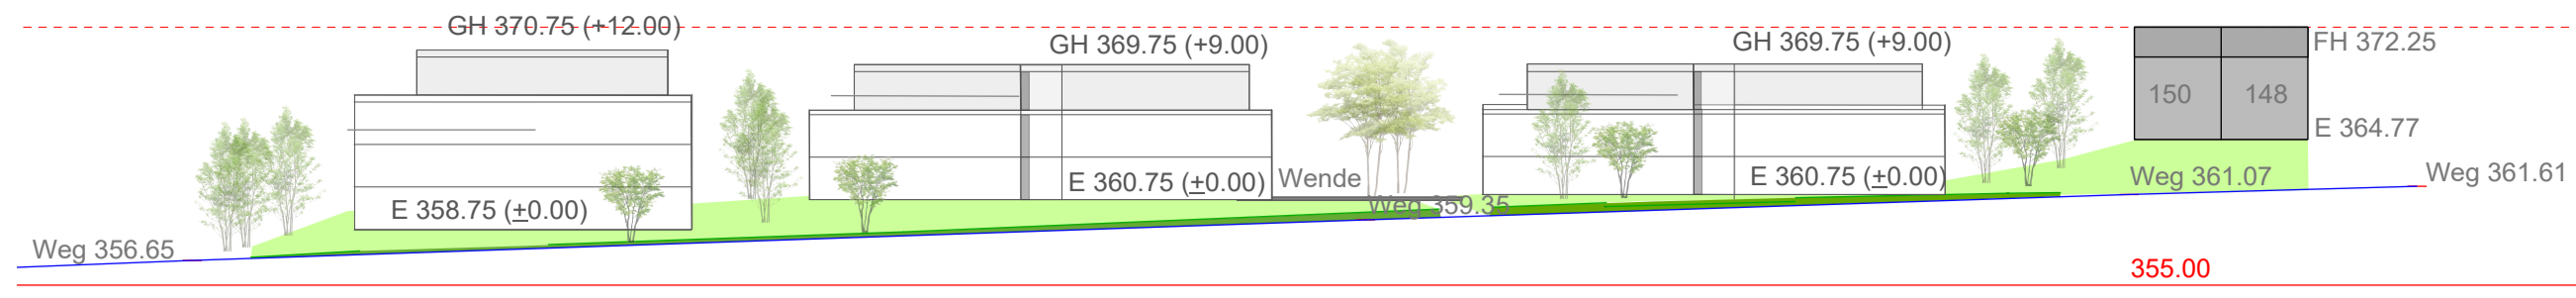 GH 370.75 (+12.00)
GH 369.75 (+9.00)
GH 369.75 (+9.00)
FH 372.25
150
148
E 364.77
Weg 361.61
Weg 361.07
E 360.75 (±0.00)
Wende
E 360.75 (±0.00)
Weg 359.35
E 358.75 (±0.00)
Weg 356.65
355.00